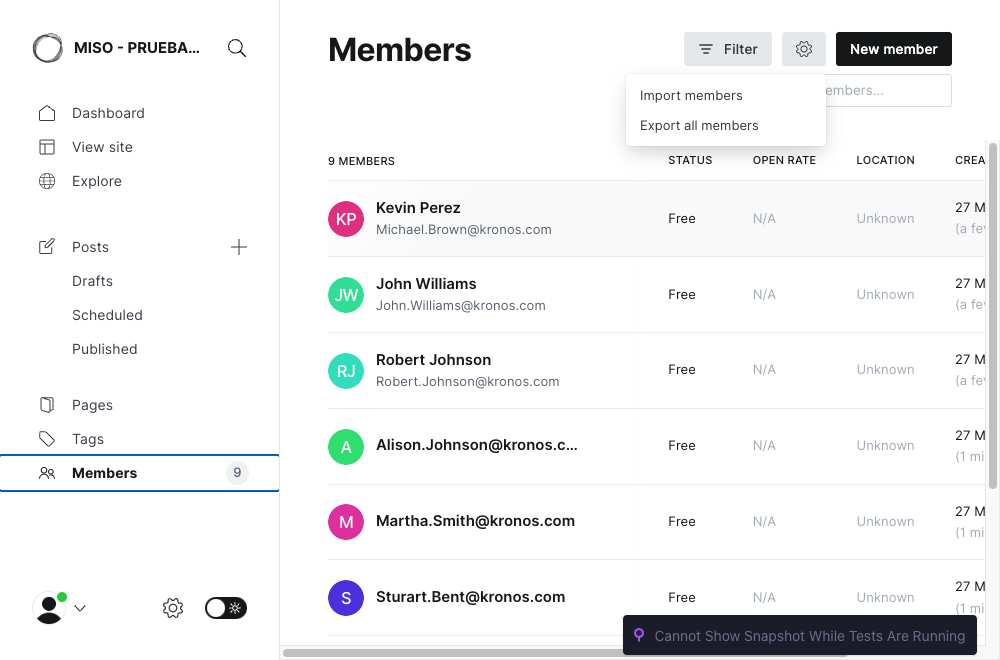 MISO - PRUEBA...
Dashboard
View site
Explore
Posts
Drafts
Scheduled
Published
Pages
Tags
Members 9
Members
Filter
New member
Import members
Export all members
embers...
9 MEMBERS STATUS OPEN RATE LOCATION CREA
KP Kevin Perez Free N/A Unknown 27 M
Michael.Brown@kronos.com (a fev
JW John Williams Free N/A Unknown 27 M
John.Williams@kronos.com (a fev
RJ Robert Johnson Free N/A Unknown 27 M
Robert.Johnson@kronos.com (a fev
A Alison.Johnson@kronos.c... Free N/A Unknown 27 M
(1 mi
M Martha.Smith@kronos.com Free N/A Unknown 27 M
(1 mi
S Sturart.Bent@kronos.com Free N/A Unknown 27 M
(1 mi
Cannot Show Snapshot While Tests Are Running